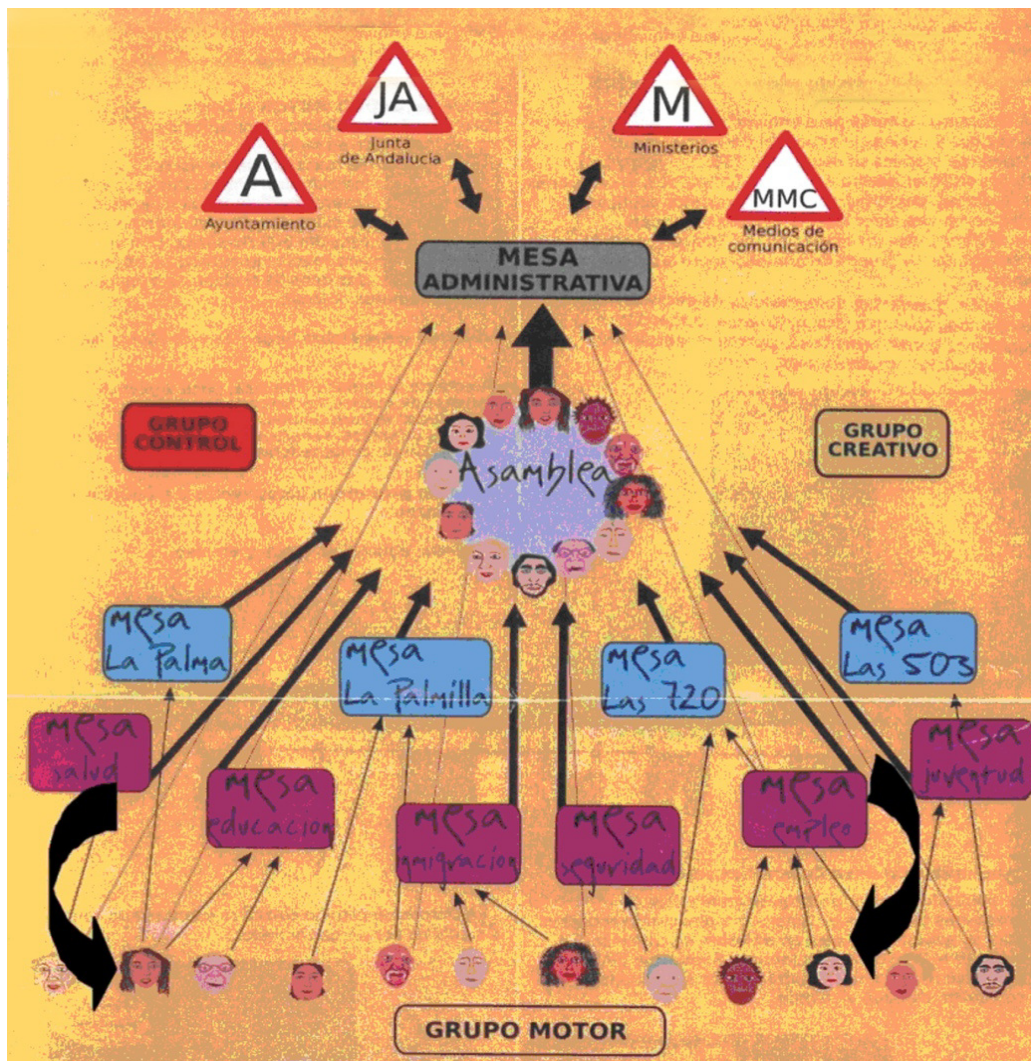 JA
Junta
de Andalucía
M
Ministerios
A
Ayuntamiento
MMC
Medios de
comunicación
MESA
ADMINISTRATIVA
GRUPO
CONTROL
GRUPO
CREATIVO
Asamblea
mesa
La Palma
mesa
La Palmilla
mesa
Las 720
mesa
Las 503
mesa
salud
mesa
educacion
mesa
inmigracion
mesa
seguridad
mesa
empleo
mesa
juventud
GRUPO MOTOR